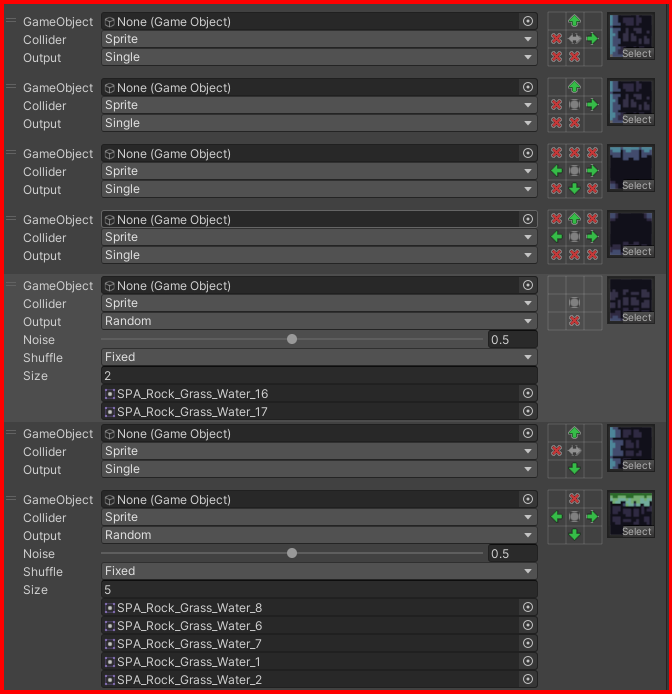 GameObject None (Game Object)
Collider Sprite
Output Single
Select
GameObject None (Game Object)
Collider Sprite
Output Single
Select
GameObject None (Game Object)
Collider Sprite
Output Single
Select
GameObject None (Game Object)
Collider Sprite
Output Single
Select
GameObject None (Game Object)
Collider Sprite
Output Random
Select
Noise 0.5
Shuffle Fixed
Size 2
SPA_Rock_Grass_Water_16
SPA_Rock_Grass_Water_17
GameObject None (Game Object)
Collider Sprite
Output Single
Select
GameObject None (Game Object)
Collider Sprite
Output Random
Select
Noise 0.5
Shuffle Fixed
Size 5
SPA_Rock_Grass_Water_8
SPA_Rock_Grass_Water_6
SPA_Rock_Grass_Water_7
SPA_Rock_Grass_Water_1
SPA_Rock_Grass_Water_2